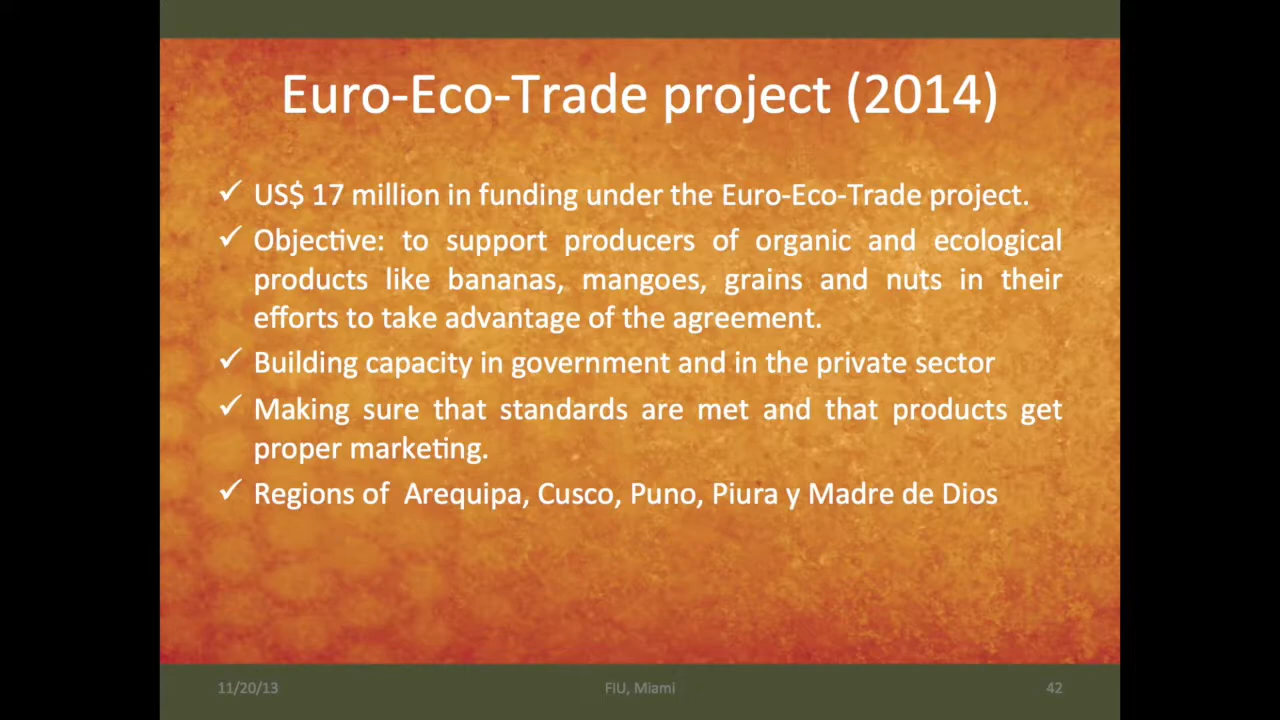 Euro-Eco-Trade project (2014)
✓ US$ 17 million in funding under the Euro-Eco-Trade project.
✓ Objective: to support producers of organic and ecological
products like bananas, mangoes, grains and nuts in their
efforts to take advantage of the agreement.
✓ Building capacity in government and in the private sector
✓ Making sure that standards are met and that products get
proper marketing.
✓ Regions of Arequipa, Cusco, Puno, Piura y Madre de Dios
11/20/13 FIU, Miami 42